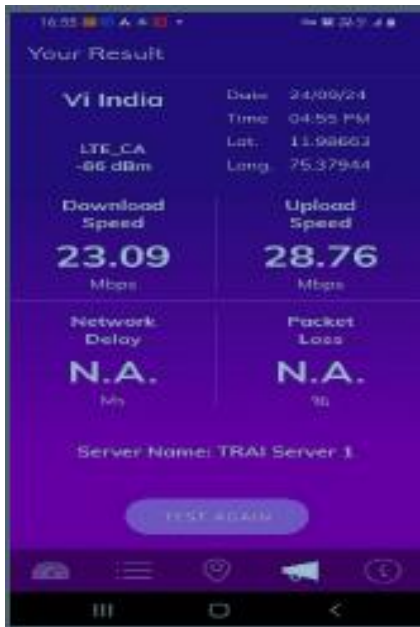 16:55
Your Result
Vi India
LTE_CA
-86 dBm
Date 24/09/24
Time 04:55 PM
Lat. 11.98663
Long. 75.37944
Download Speed
23.09
Mbps
Upload Speed
28.76
Mbps
Network Delay
N.A.
Ms
Packet Loss
N.A.
%
Server Name: TRAI Server 1
TEST AGAIN